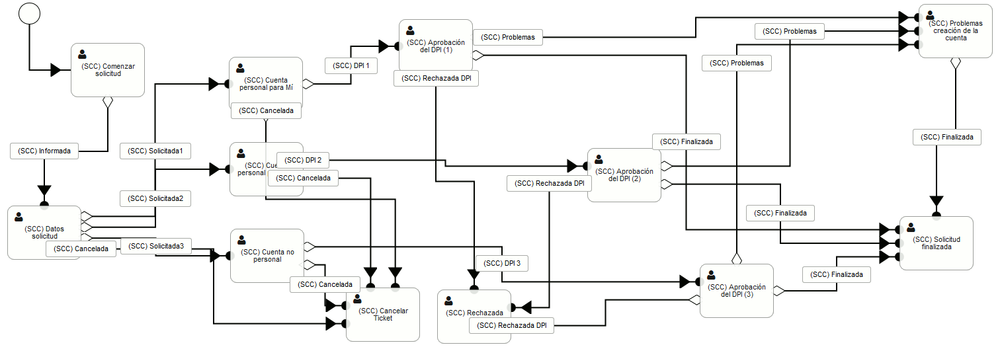 (SCC) Comenzar
solicitud
(SCC) Informada
(SCC) Datos
solicitud
(SCC) Solicitada1
(SCC) Solicitada2
(SCC) Solicitada3
(SCC) Cancelada
(SCC) Cuenta
personal para Mí
(SCC) Cancelada
(SCC) DPI 1
(SCC)
personal
(SCC) DPI 2
(SCC) Cancelada
(SCC) Cuenta no
personal
(SCC) Cancelada
(SCC) Cancelar
Ticket
(SCC) Aprobación
del DPI (1)
(SCC) Rechazada DPI
(SCC) Problemas
(SCC) Finalizada
(SCC) Aprobación
del DPI (2)
(SCC) Rechazada DPI
(SCC) Problemas
(SCC) Finalizada
(SCC) DPI 3
(SCC) Rechazada
(SCC) Rechazada DPI
(SCC) Aprobación
del DPI (3)
(SCC) Problemas
(SCC) Finalizada
(SCC) Problemas
creación de la
cuenta
(SCC) Finalizada
(SCC) Solicitud
finalizada